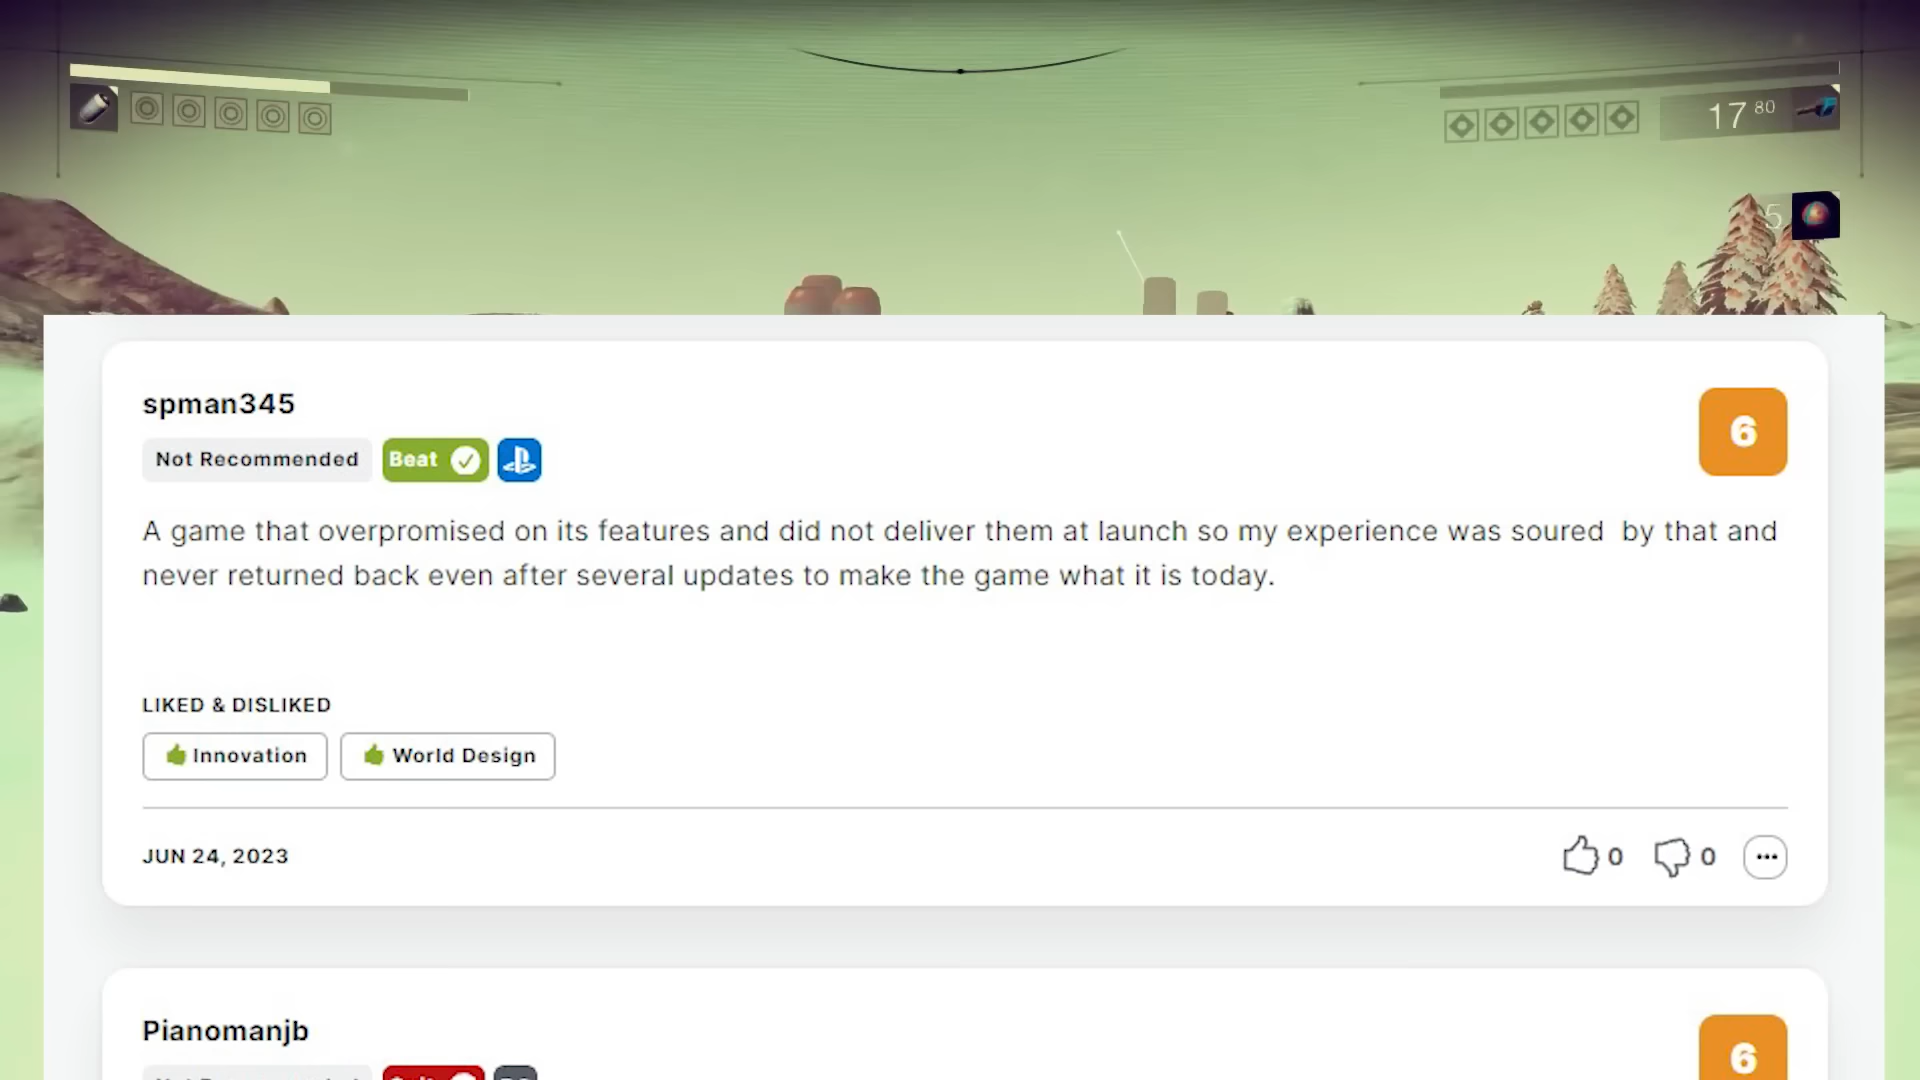 17 80
5
spman345
6
Not Recommended
Beat
A game that overpromised on its features and did not deliver them at launch so my experience was soured by that and
never returned back even after several updates to make the game what it is today.
LIKED & DISLIKED
Innovation
World Design
JUN 24, 2023
0
0
Pianomanjb
6